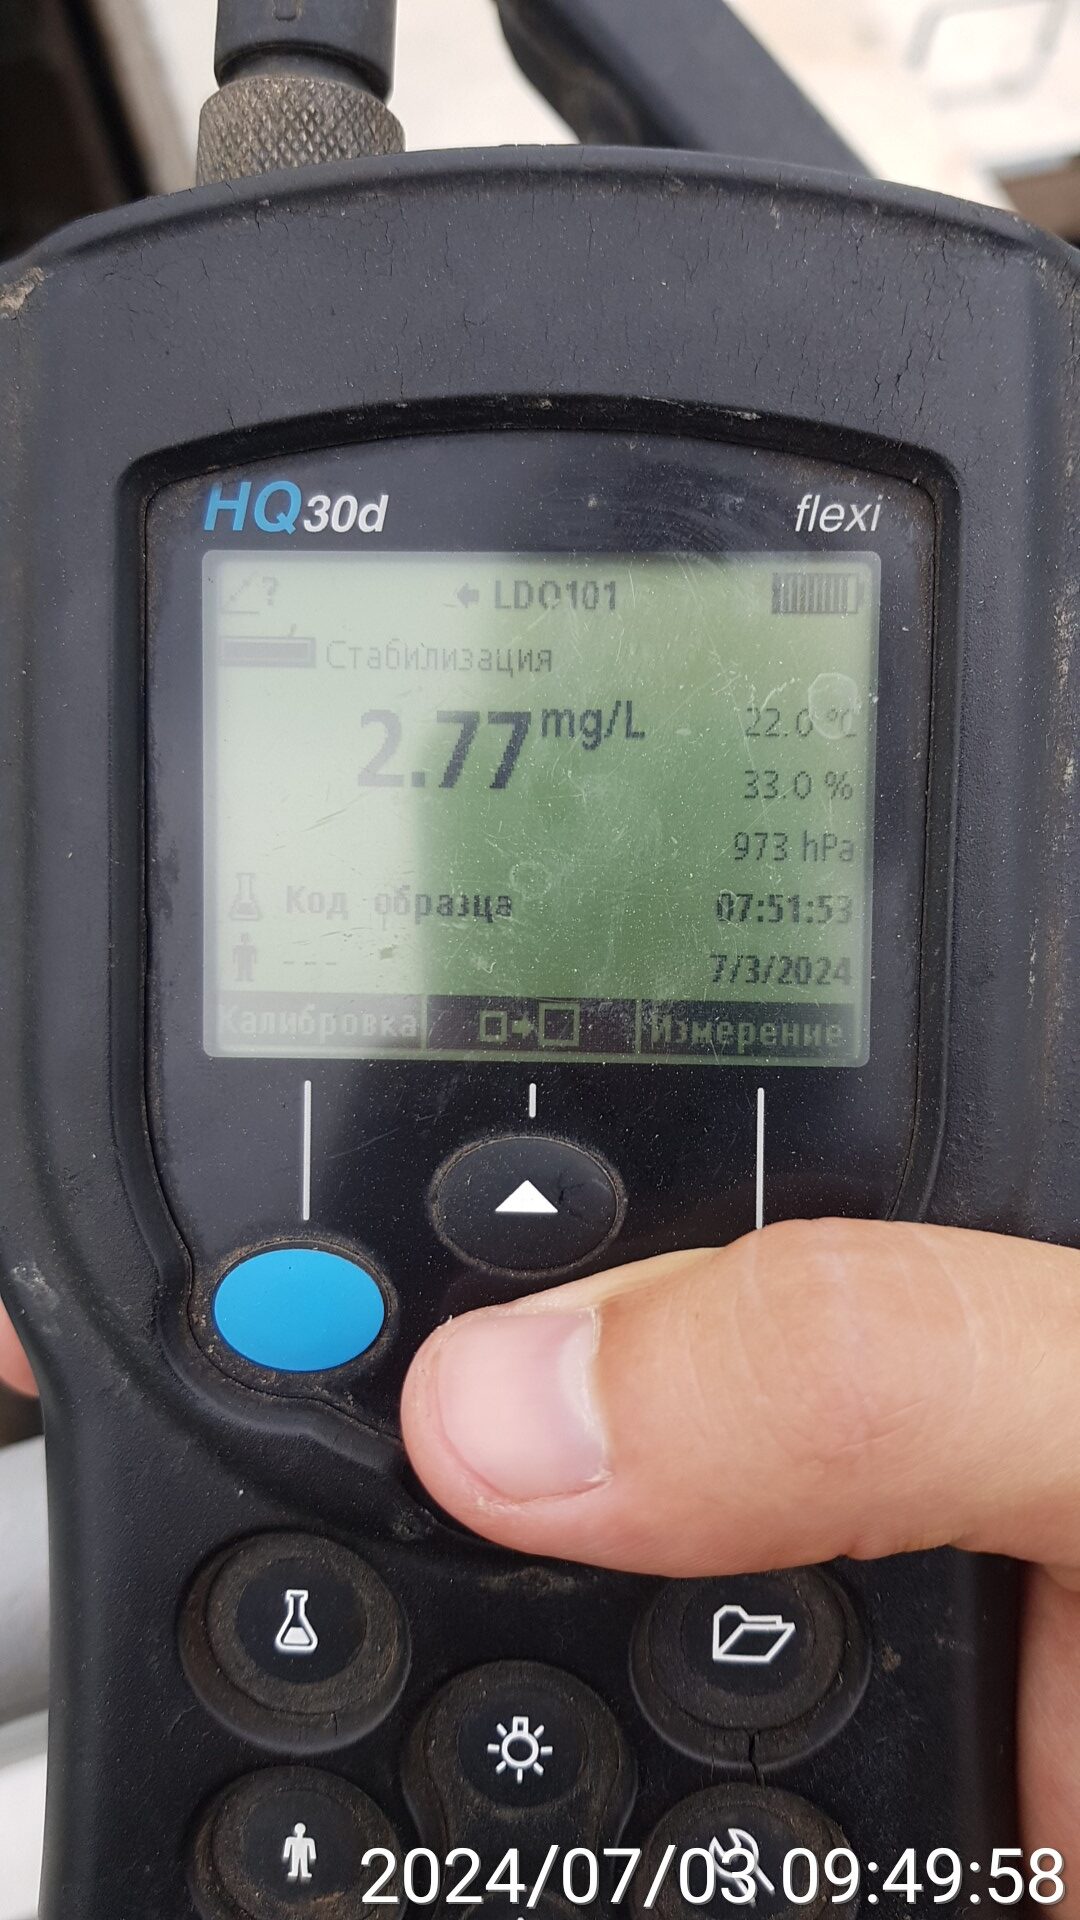 HQ30d flexi
? LDO101
Стабилизация
2.77 mg/L 22.0 °C
33.0 %
973 hPa
Код образца 07:51:53
--- 7/3/2024
Калибровка Измерение
2024/07/03 09:49:58